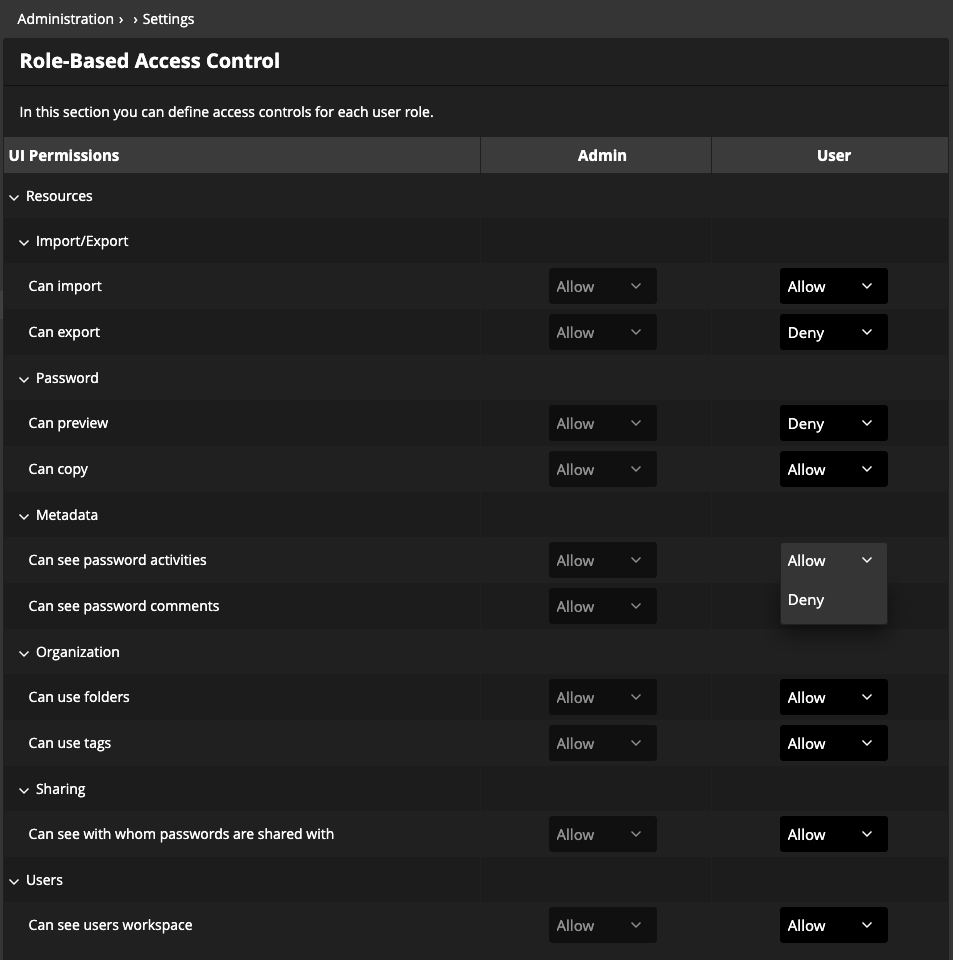 Administration › › Settings
Role-Based Access Control
In this section you can define access controls for each user role.
UI Permissions Admin User
Resources
Import/Export
Can import Allow Allow
Can export Allow Deny
Password
Can preview Allow Deny
Can copy Allow Allow
Metadata
Can see password activities Allow Allow
Deny
Can see password comments Allow
Organization
Can use folders Allow Allow
Can use tags Allow Allow
Sharing
Can see with whom passwords are shared with Allow Allow
Users
Can see users workspace Allow Allow